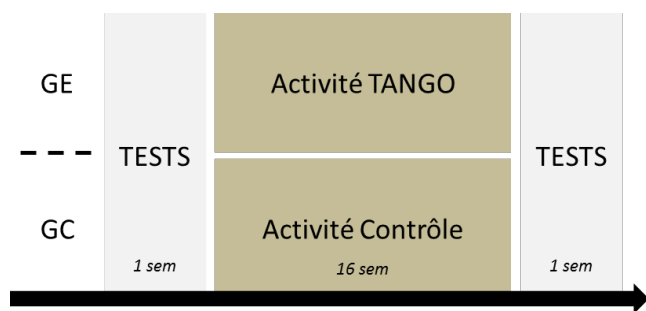 GE
Activité TANGO
TESTS
TESTS
GC
Activité Contrôle
1 sem
16 sem
1 sem